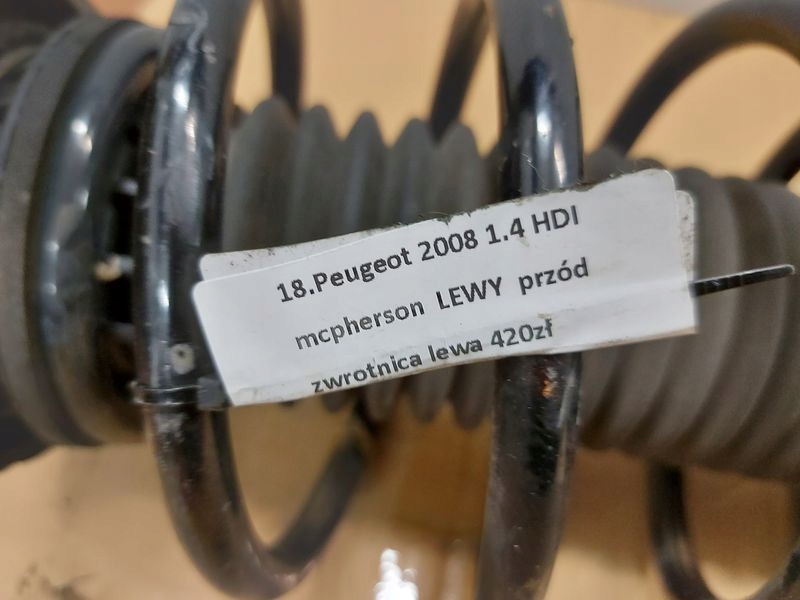 18.Peugeot 2008 1.4 HDI
mcpherson LEWY przód
zwrotnica lewa 420zł